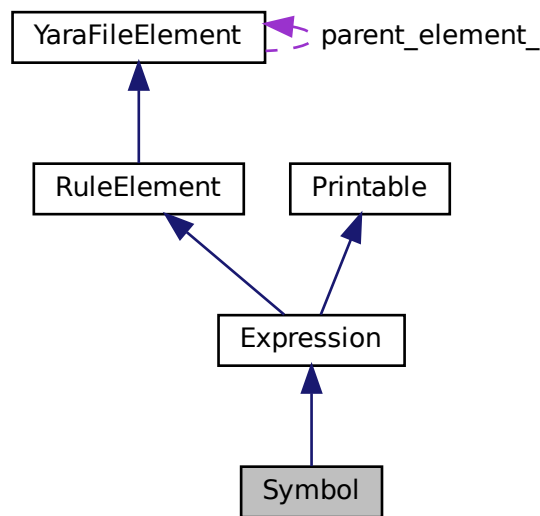 YaraFileElement
parent_element_
RuleElement
Printable
Expression
Symbol